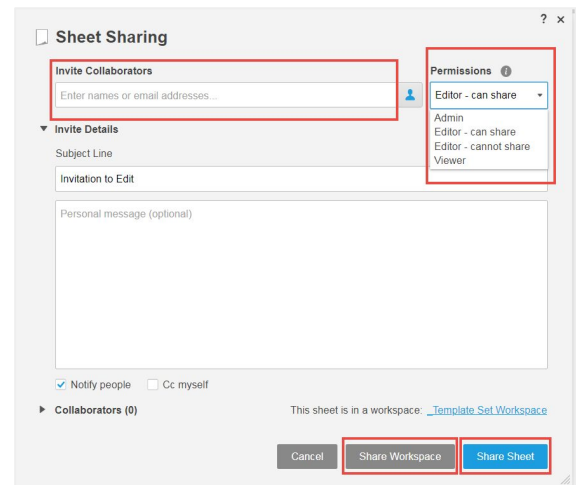 ? ×
Sheet Sharing
Invite Collaborators
Permissions i
Enter names or email addresses...
Editor - can share
Admin
Editor - can share
Editor - cannot share
Viewer
Invite Details
Subject Line
Invitation to Edit
Personal message (optional)
Notify people Cc myself
Collaborators (0) This sheet is in a workspace: _Template Set Workspace
Cancel Share Workspace Share Sheet